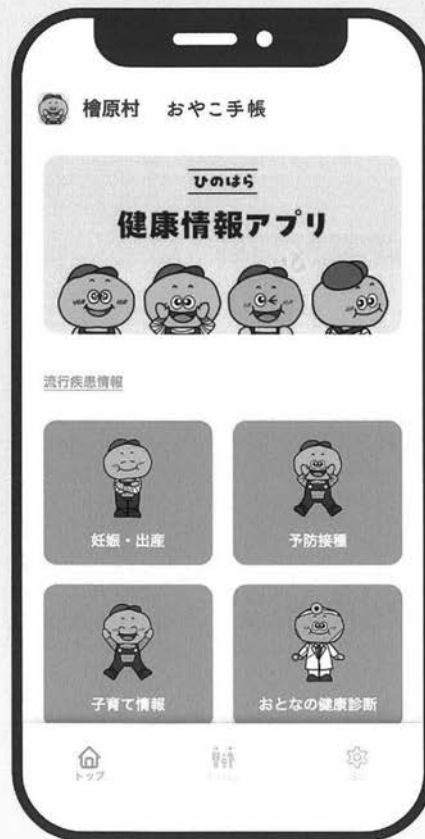 檜原村 おやこ手帳
ひのはら
健康情報アプリ
流行疾患情報
妊娠・出産
予防接種
子育て情報
おとなの健康診断
トップ